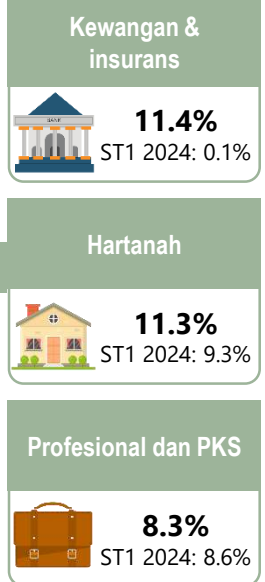 Kewangan &
insurans
BANK
11.4%
ST1 2024: 0.1%
Hartanah
11.3%
ST1 2024: 9.3%
Profesional dan PKS
8.3%
ST1 2024: 8.6%